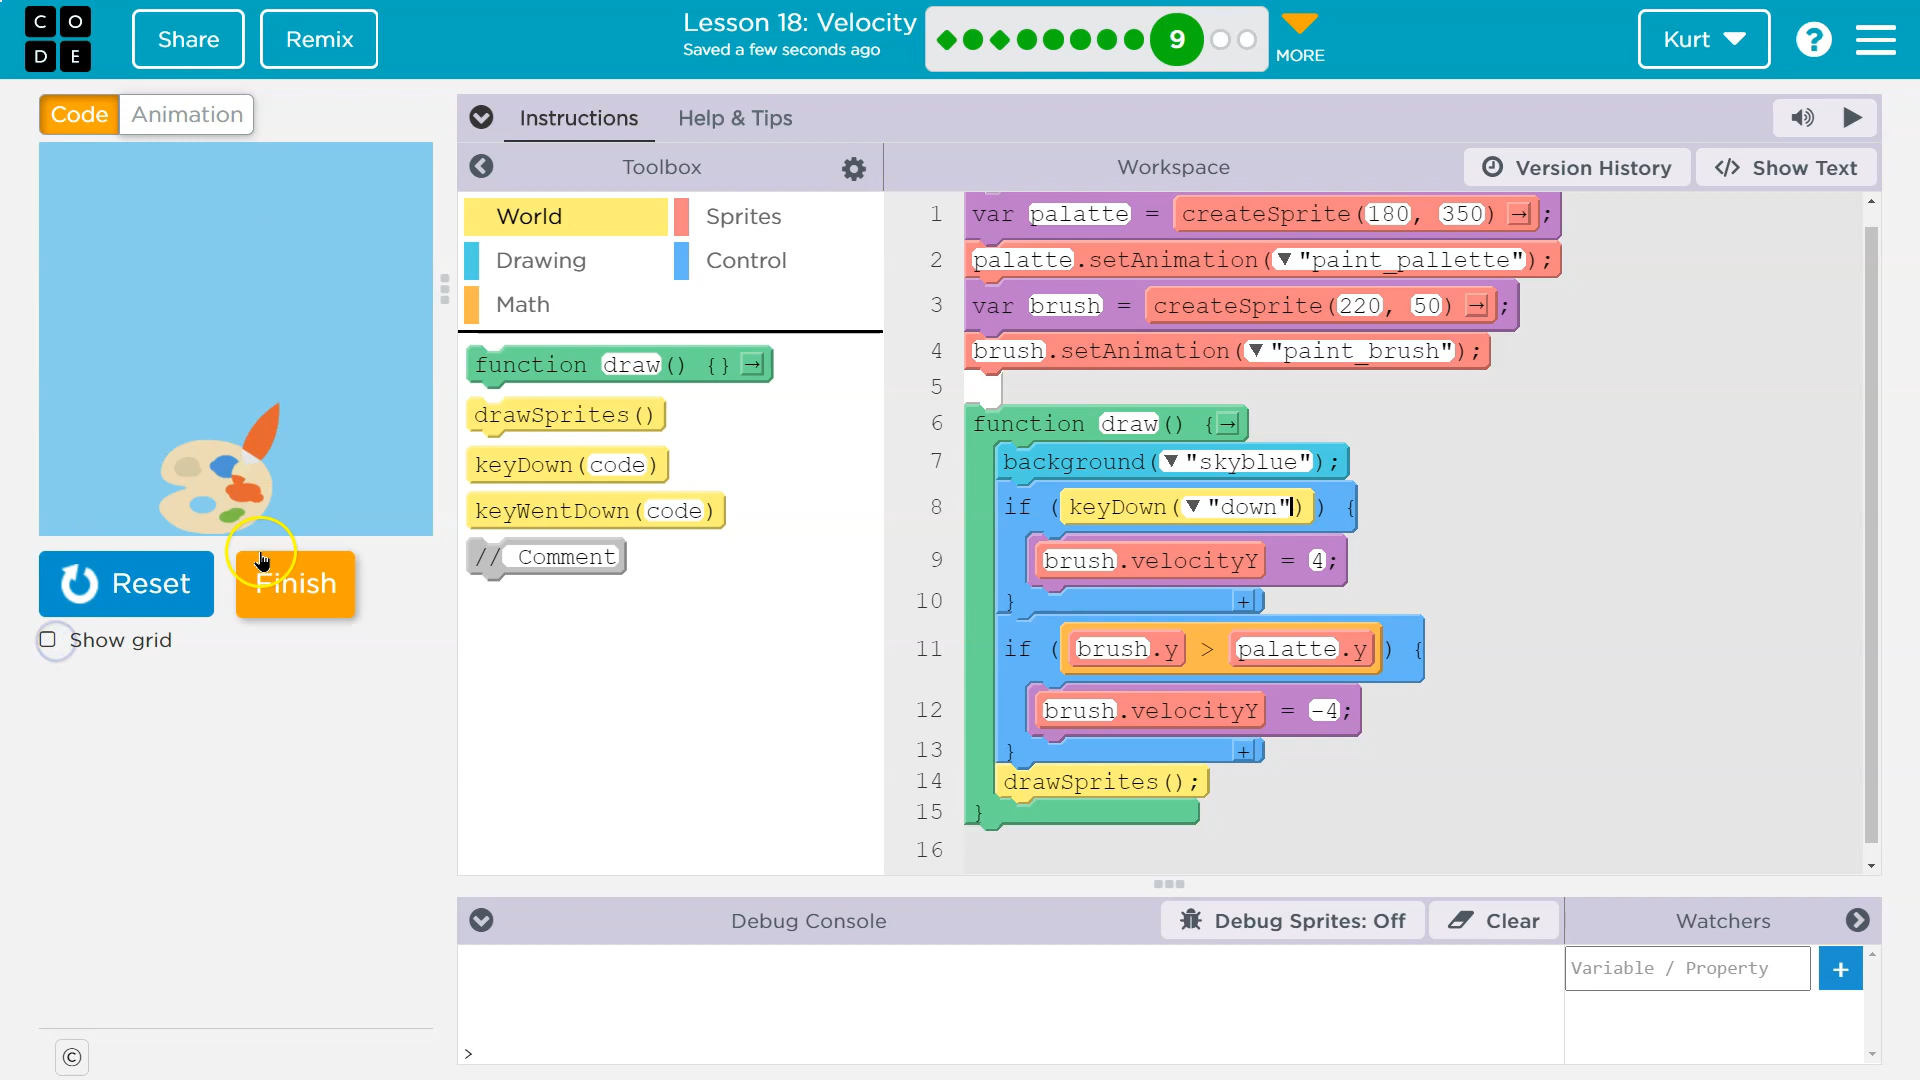 C O
D E
Share
Remix
Lesson 18: Velocity
Saved a few seconds ago
9
MORE
Kurt
?
Code
Animation
Instructions
Help & Tips
Toolbox
Workspace
Version History
</> Show Text
World
Sprites
Drawing
Control
Math
function draw() {} →
drawSprites()
keyDown(code)
keyWentDown(code)
// Comment
1 var palatte = createSprite(180, 350) → ;
2 palatte.setAnimation(▼ "paint_pallette");
3 var brush = createSprite(220, 50) → ;
4 brush.setAnimation(▼ "paint_brush");
5
6 function draw() { →
7 background(▼ "skyblue");
8 if (keyDown(▼ "down")) {
9 brush.velocityY = 4;
10 } +
11 if (brush.y > palatte.y) {
12 brush.velocityY = -4;
13 } +
14 drawSprites();
15 }
16
Reset
Finish
Show grid
Debug Console
Debug Sprites: Off
Clear
Watchers
Variable / Property
+
>
©